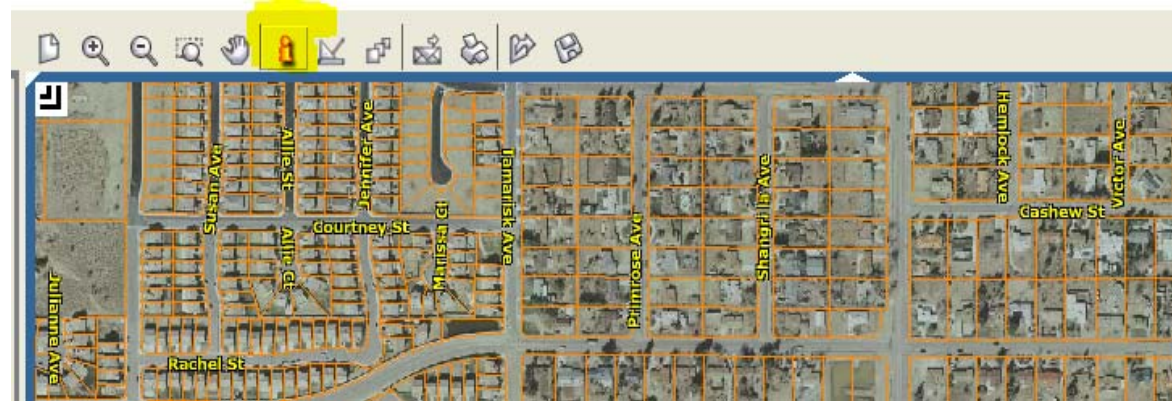 Susan Ave
Allie St
Jennifer Ave
Tamarisk Ave
Hemlock Ave
Victor Ave
Courtney St
Cashew St
Allie Ct
Marissa Ct
Primrose Ave
Shangri la' Ave
Julianne Ave
Rachel St